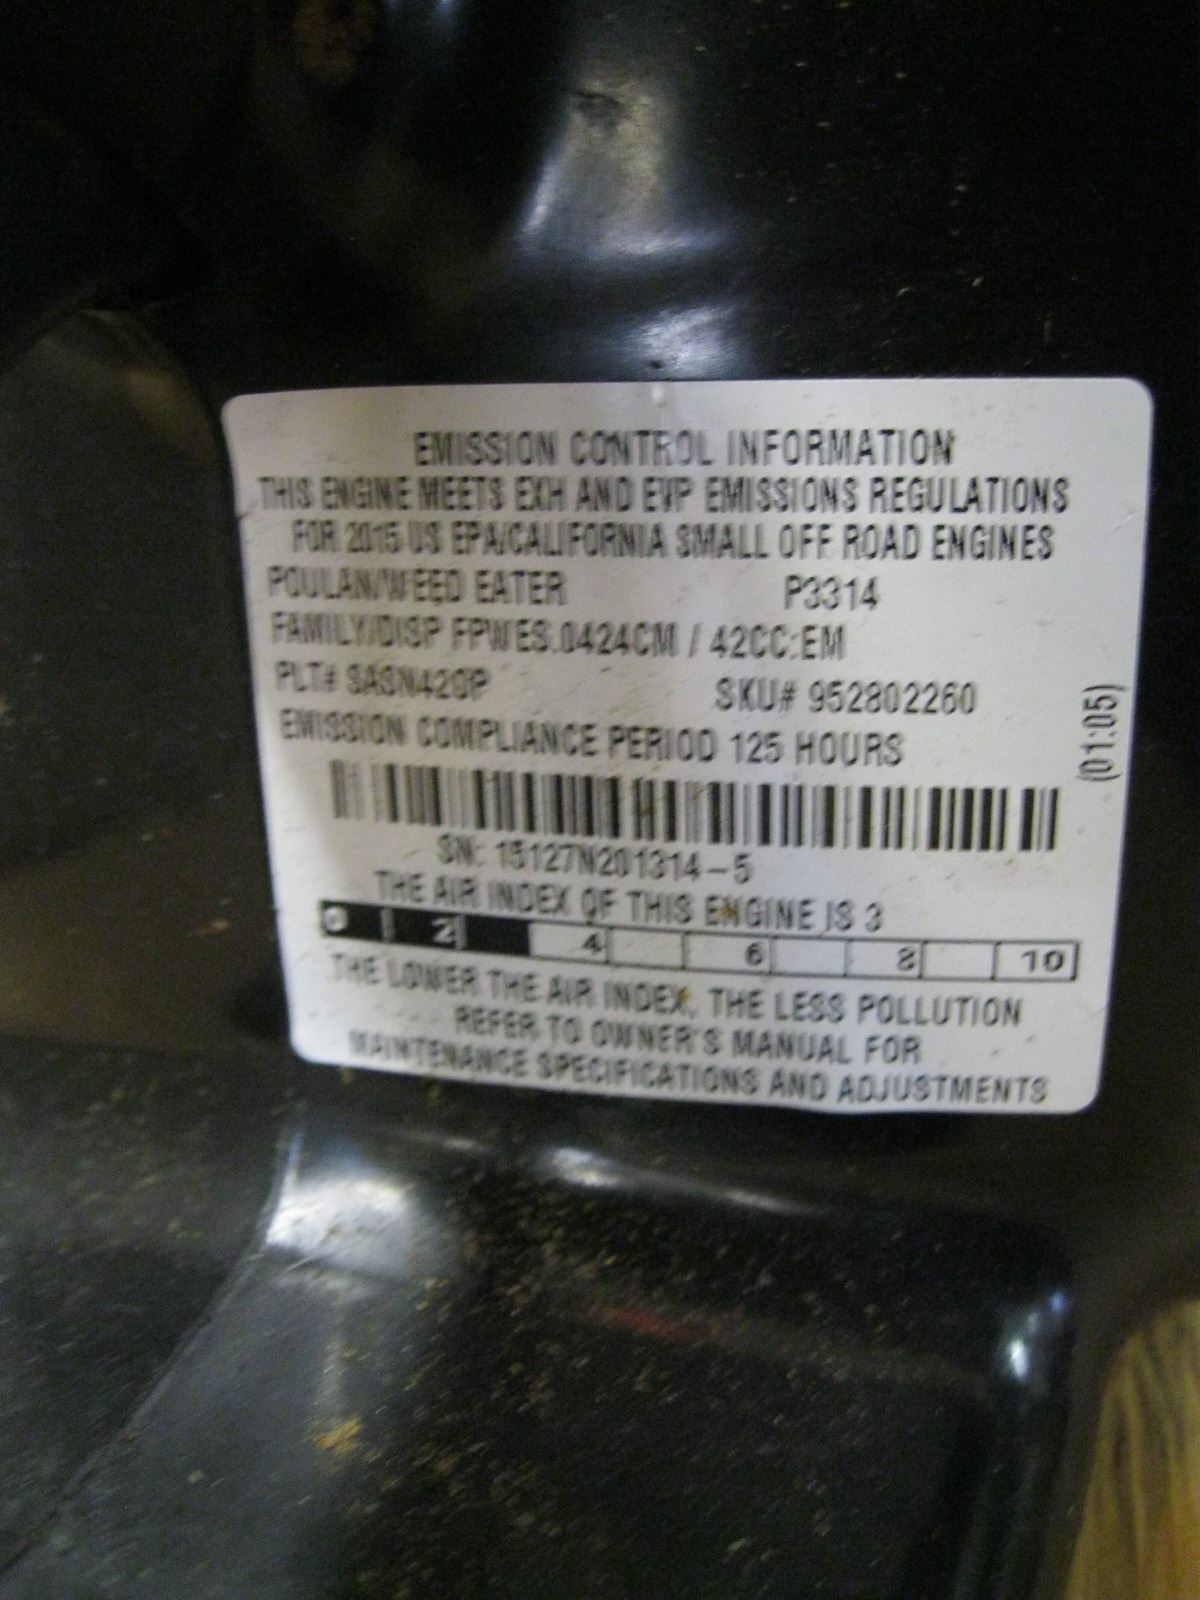 EMISSION CONTROL INFORMATION
THIS ENGINE MEETS EXH AND EVP EMISSIONS REGULATIONS
FOR 2015 US EPA/CALIFORNIA SMALL OFF ROAD ENGINES
POULAN/WEED EATER P3314
FAMILY/DISP FPWES.0424CM / 42CC:EM
PLT# SASN420P SKU# 952802260
EMISSION COMPLIANCE PERIOD 125 HOURS
(01:05)
SN: 15127N201314-5
THE AIR INDEX OF THIS ENGINE IS 3
0 2 4 6 8 10
THE LOWER THE AIR INDEX, THE LESS POLLUTION
REFER TO OWNER'S MANUAL FOR
MAINTENANCE SPECIFICATIONS AND ADJUSTMENTS